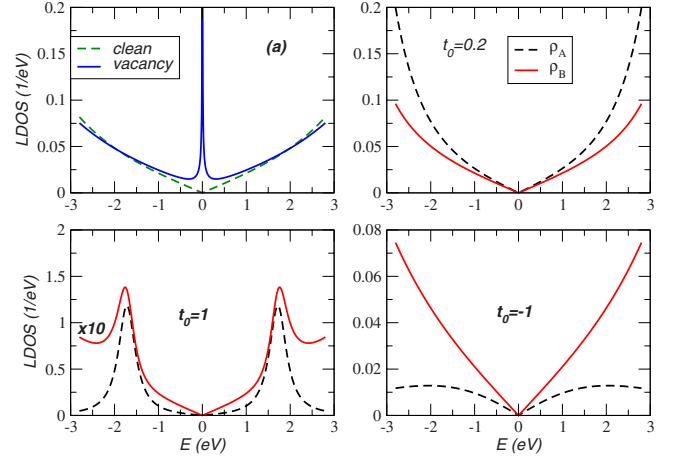 0.2
0.15
0.1
0.05
0
LDOS (1/eV)
clean
vacancy
(a)
-3 -2 -1 0 1 2 3
0.2
0.15
0.1
0.05
0
t0=0.2
ρA
ρB
-3 -2 -1 0 1 2 3
2
1.5
1
0.5
0
LDOS (1/eV)
x10
t0=1
-3 -2 -1 0 1 2 3
E (eV)
0.08
0.06
0.04
0.02
0
t0=-1
-3 -2 -1 0 1 2 3
E (eV)